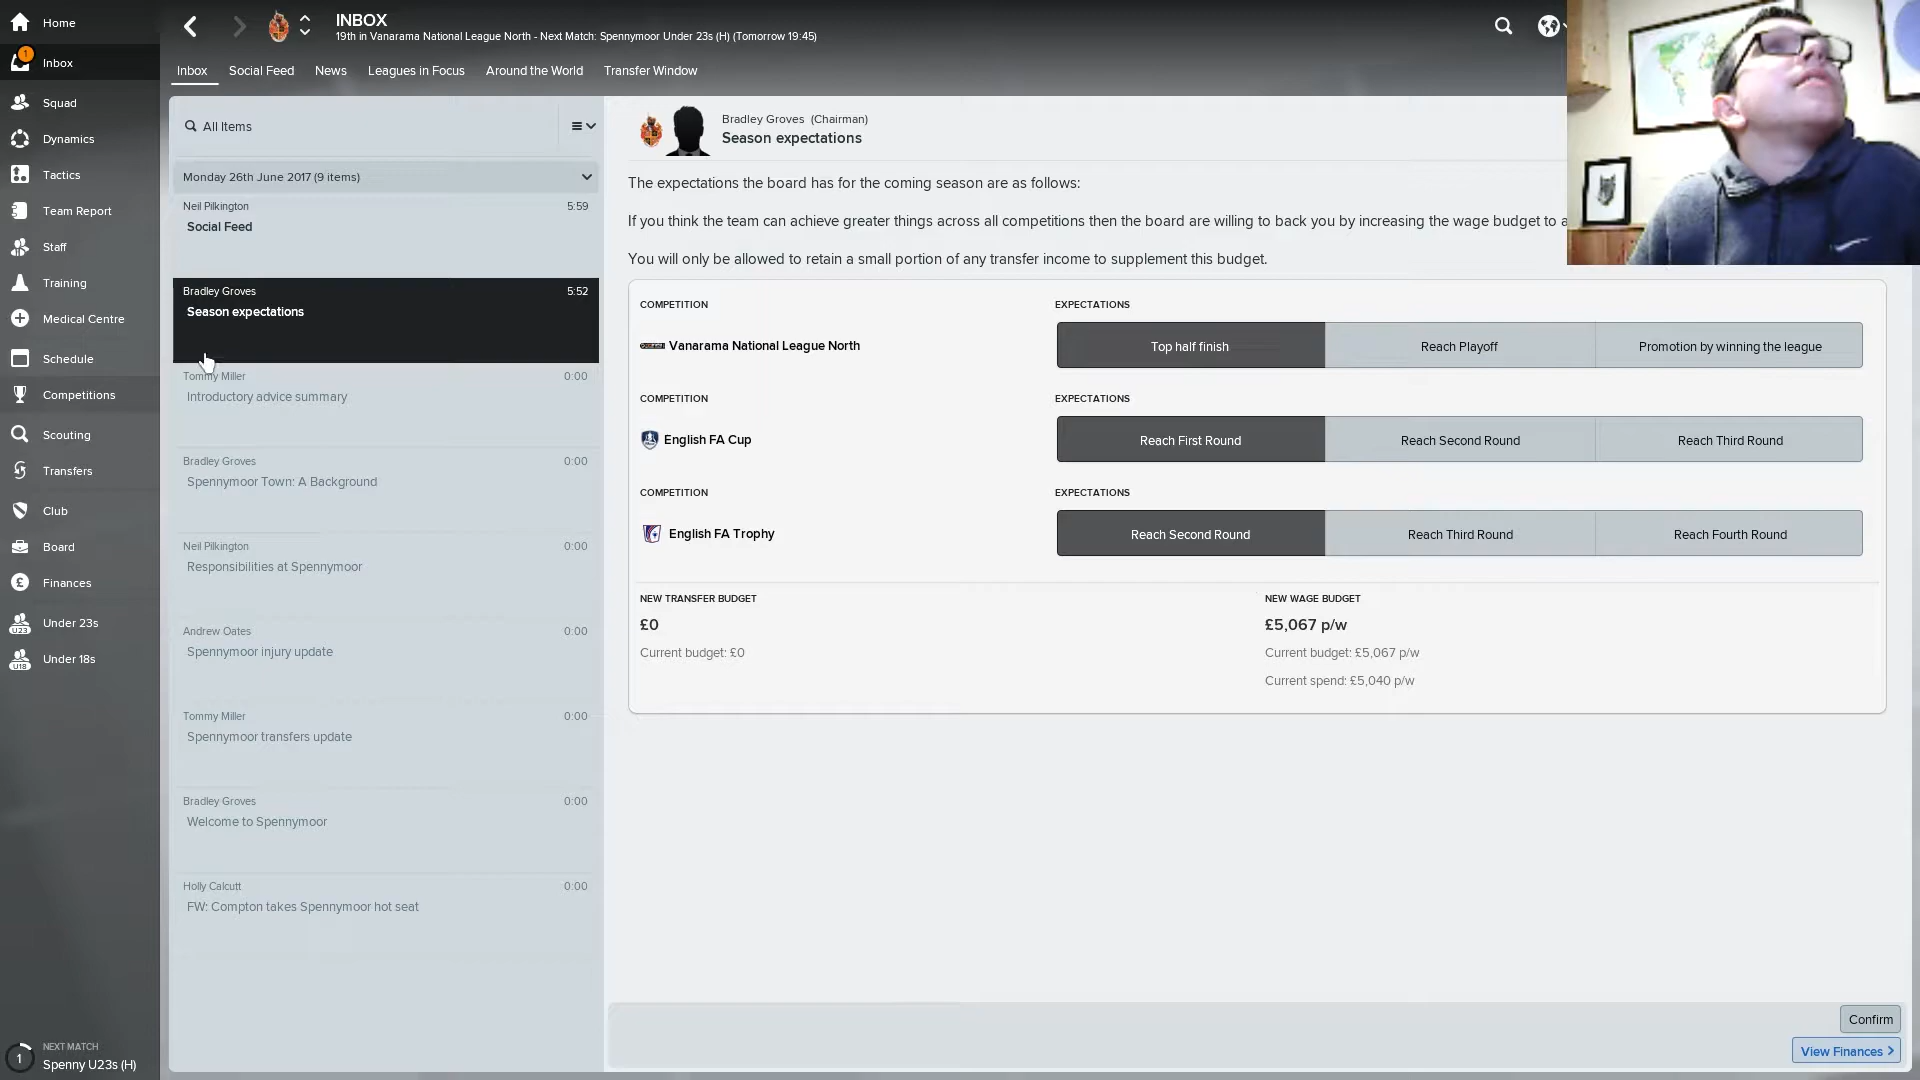 Home
1
Inbox
Squad
Dynamics
Tactics
Team Report
Staff
Training
Medical Centre
Schedule
Competitions
Scouting
Transfers
Club
Board
£
Finances
U23
Under 23s
U18
Under 18s
1
NEXT MATCH
Spenny U23s (H)
INBOX
19th in Vanarama National League North - Next Match: Spennymoor Under 23s (H) (Tomorrow 19:45)
Inbox Social Feed News Leagues in Focus Around the World Transfer Window
All Items
Monday 26th June 2017 (9 items)
Neil Pilkington 5:59
Social Feed
Bradley Groves 5:52
Season expectations
Tommy Miller 0:00
Introductory advice summary
Bradley Groves 0:00
Spennymoor Town: A Background
Neil Pilkington 0:00
Responsibilities at Spennymoor
Andrew Oates 0:00
Spennymoor injury update
Tommy Miller 0:00
Spennymoor transfers update
Bradley Groves 0:00
Welcome to Spennymoor
Holly Calcutt 0:00
FW: Compton takes Spennymoor hot seat
Bradley Groves (Chairman)
Season expectations
The expectations the board has for the coming season are as follows:
If you think the team can achieve greater things across all competitions then the board are willing to back you by increasing the wage budget to a
You will only be allowed to retain a small portion of any transfer income to supplement this budget.
COMPETITION EXPECTATIONS
Vanarama National League North Top half finish Reach Playoff Promotion by winning the league
COMPETITION EXPECTATIONS
English FA Cup Reach First Round Reach Second Round Reach Third Round
COMPETITION EXPECTATIONS
English FA Trophy Reach Second Round Reach Third Round Reach Fourth Round
NEW TRANSFER BUDGET NEW WAGE BUDGET
£0 £5,067 p/w
Current budget: £0 Current budget: £5,067 p/w
Current spend: £5,040 p/w
Confirm
View Finances